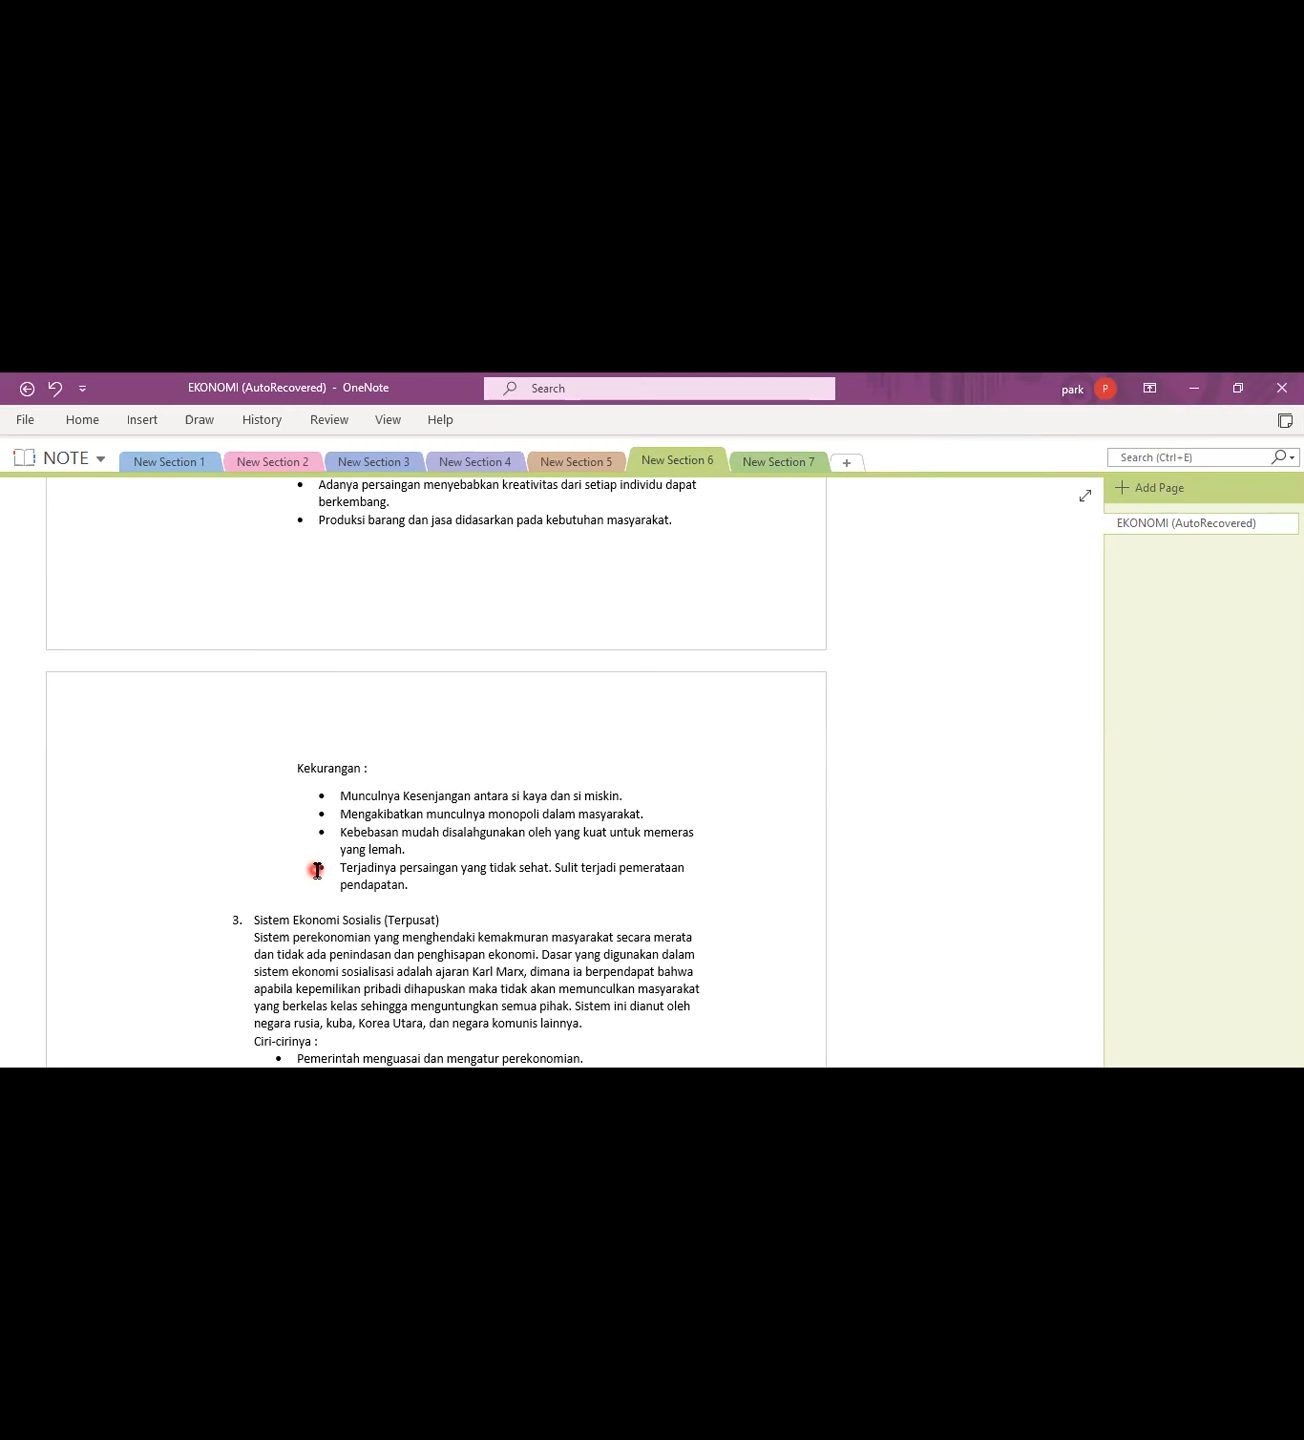 EKONOMI (AutoRecovered) - OneNote
Search
park
P
File Home Insert Draw History Review View Help
NOTE
New Section 1
New Section 2
New Section 3
New Section 4
New Section 5
New Section 6
New Section 7
+
Search (Ctrl+E)
Add Page
EKONOMI (AutoRecovered)
• Adanya persaingan menyebabkan kreativitas dari setiap individu dapat
berkembang.
• Produksi barang dan jasa didasarkan pada kebutuhan masyarakat.
Kekurangan :
• Munculnya Kesenjangan antara si kaya dan si miskin.
• Mengakibatkan munculnya monopoli dalam masyarakat.
• Kebebasan mudah disalahgunakan oleh yang kuat untuk memeras
yang lemah.
Terjadinya persaingan yang tidak sehat. Sulit terjadi pemerataan
pendapatan.
3. Sistem Ekonomi Sosialis (Terpusat)
Sistem perekonomian yang menghendaki kemakmuran masyarakat secara merata
dan tidak ada penindasan dan penghisapan ekonomi. Dasar yang digunakan dalam
sistem ekonomi sosialisasi adalah ajaran Karl Marx, dimana ia berpendapat bahwa
apabila kepemilikan pribadi dihapuskan maka tidak akan memunculkan masyarakat
yang berkelas kelas sehingga menguntungkan semua pihak. Sistem ini dianut oleh
negara rusia, kuba, Korea Utara, dan negara komunis lainnya.
Ciri-cirinya :
• Pemerintah menguasai dan mengatur perekonomian.